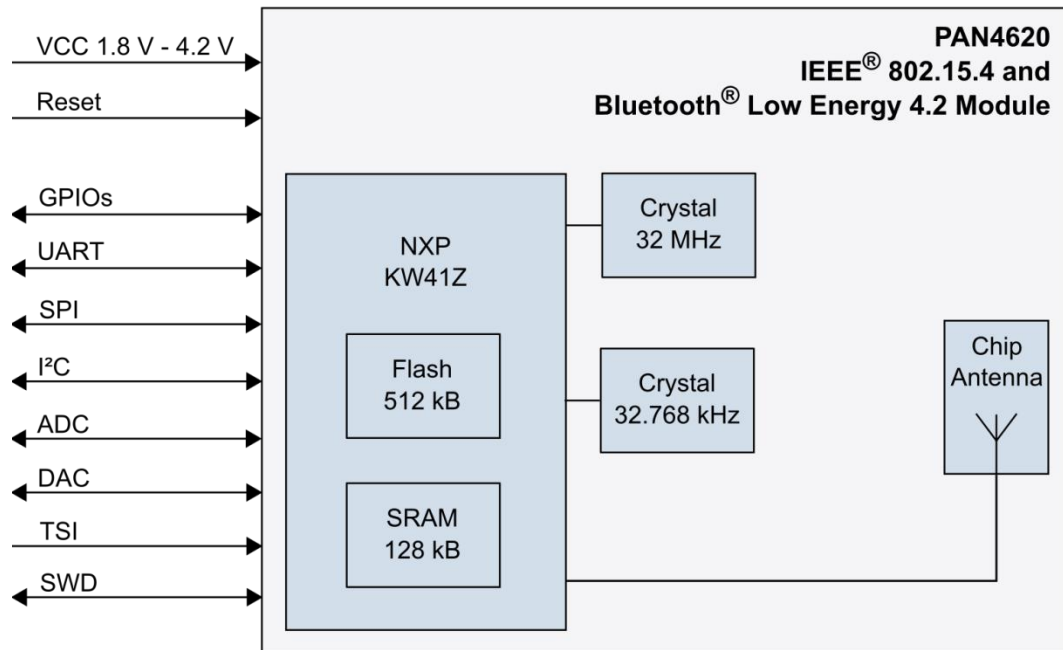 VCC 1.8 V - 4.2 V
Reset
GPIOs
UART
SPI
I²C
ADC
DAC
TSI
SWD
PAN4620
IEEE® 802.15.4 and
Bluetooth® Low Energy 4.2 Module
NXP
KW41Z
Flash
512 kB
SRAM
128 kB
Crystal
32 MHz
Crystal
32.768 kHz
Chip
Antenna